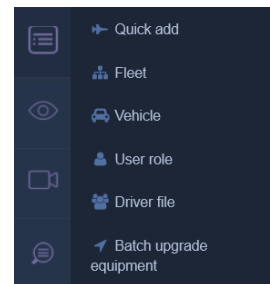 Quick add
Fleet
Vehicle
User role
Driver file
Batch upgrade
equipment